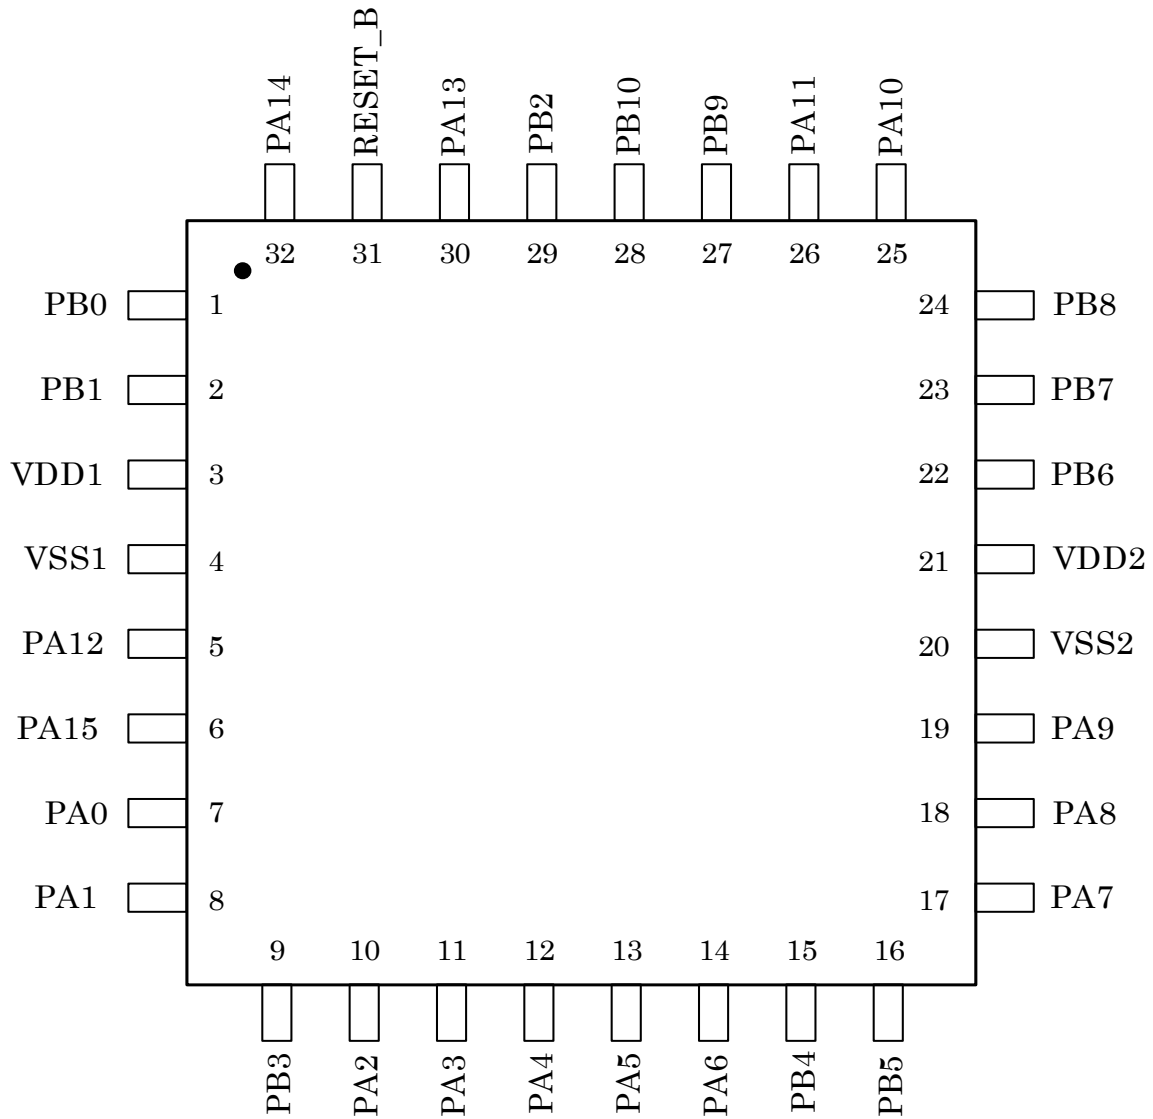 PA14 RESET_B PA13 PB2 PB10 PB9 PA11 PA10
32 31 30 29 28 27 26 25
PB0 1 24 PB8
PB1 2 23 PB7
VDD1 3 22 PB6
VSS1 4 21 VDD2
PA12 5 20 VSS2
PA15 6 19 PA9
PA0 7 18 PA8
PA1 8 17 PA7
9 10 11 12 13 14 15 16
PB3 PA2 PA3 PA4 PA5 PA6 PB4 PB5